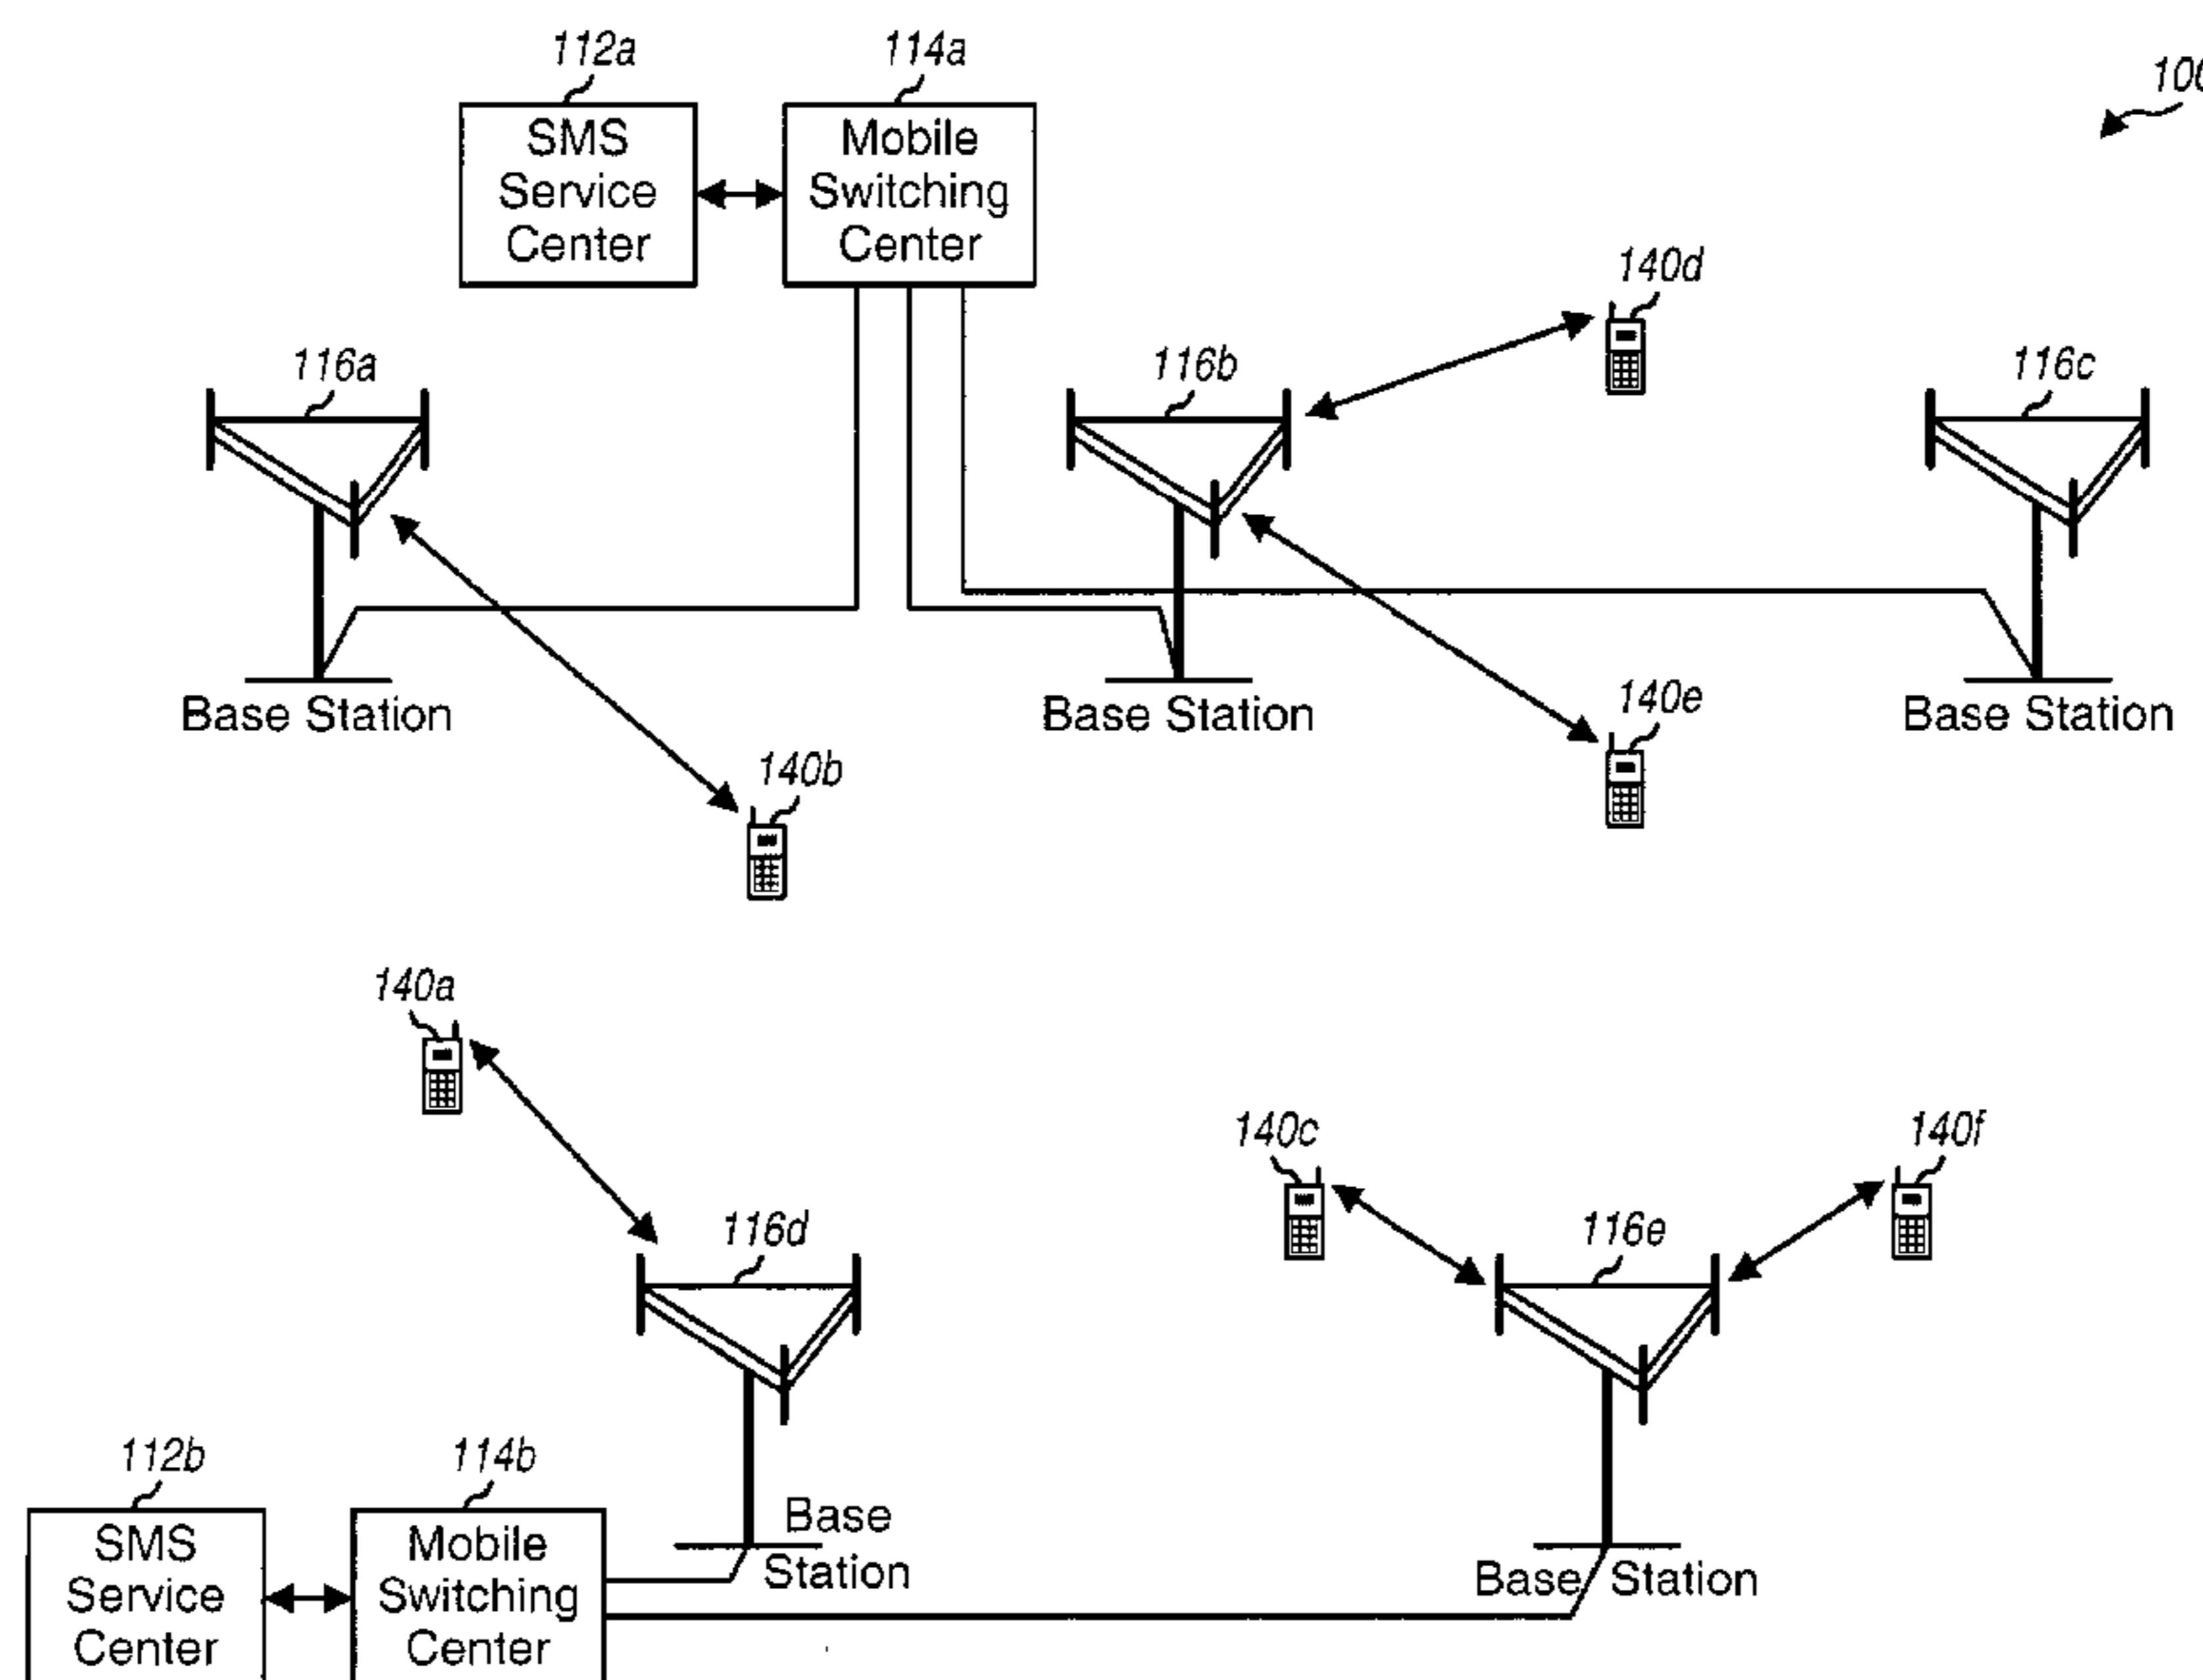 112a
114a
100
SMS
Service
Center
Mobile
Switching
Center
140d
116a
116b
116c
140e
Base Station
Base Station
Base Station
140b
140a
140c
140f
116d
116e
112b
114b
Base
Station
SMS
Service
Center
Mobile
Switching
Center
Base Station